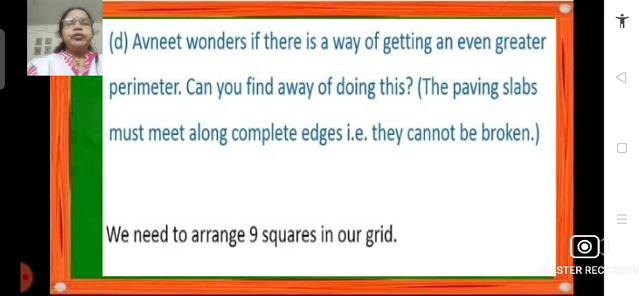 (d) Avneet wonders if there is a way of getting an even greater
perimeter. Can you find away of doing this? (The paving slabs
must meet along complete edges i.e. they cannot be broken.)
We need to arrange 9 squares in our grid.